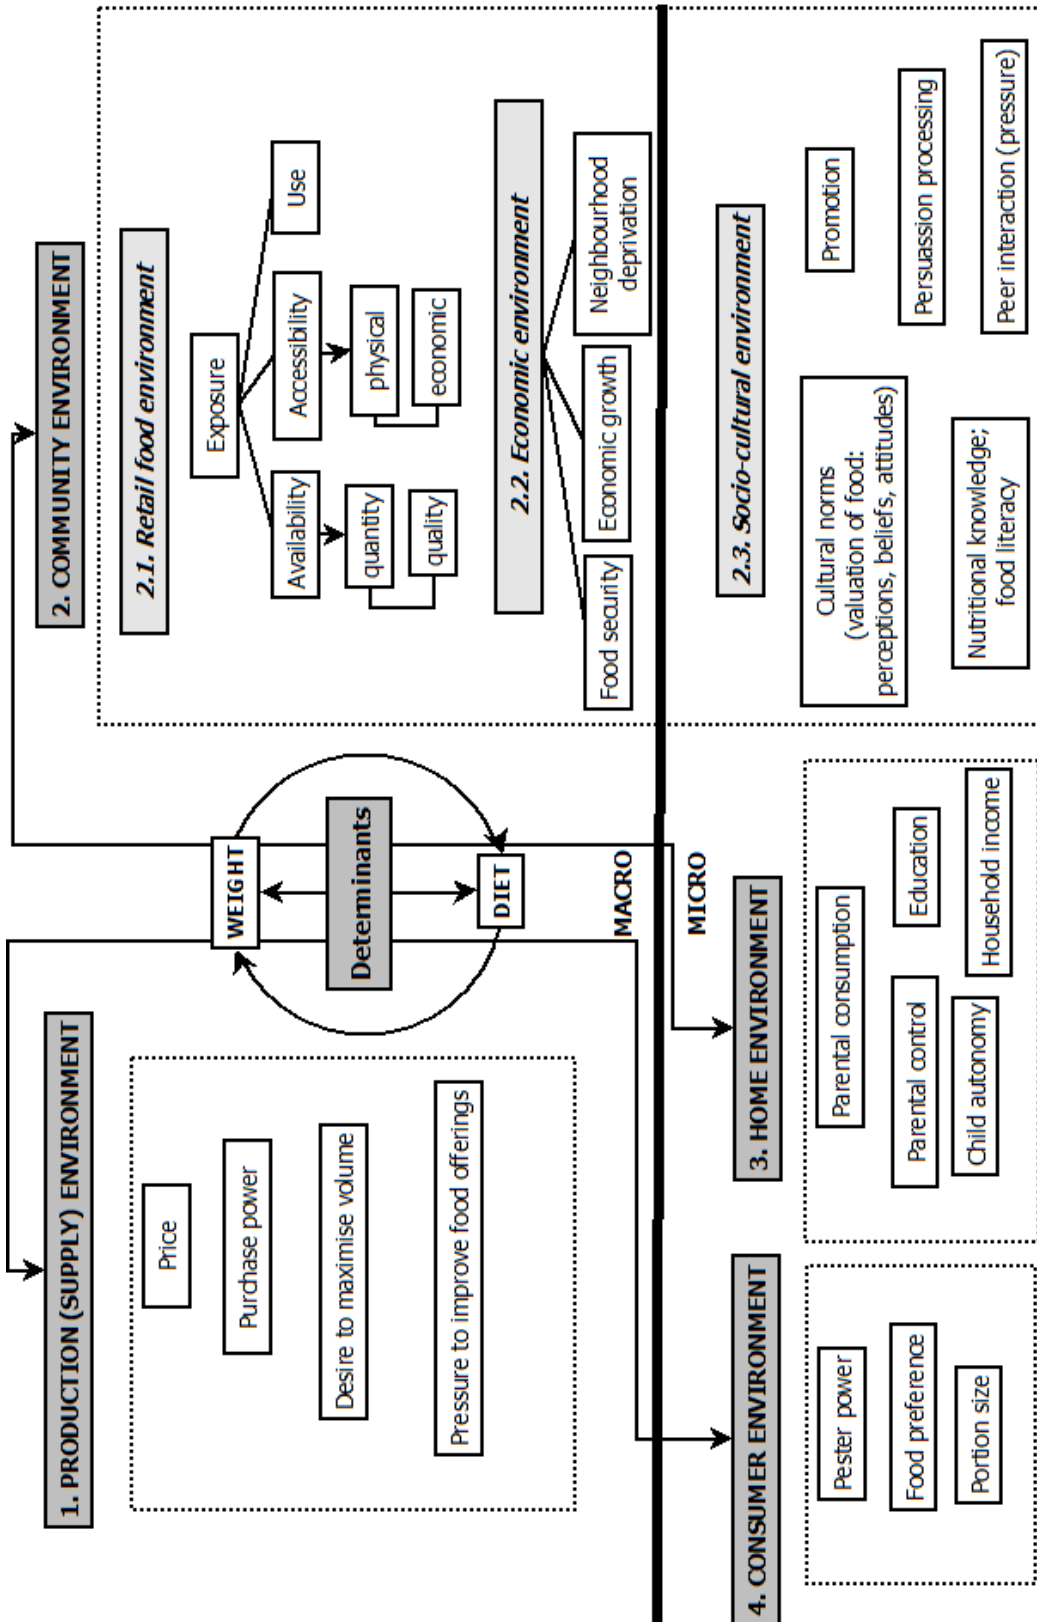 1. PRODUCTION (SUPPLY) ENVIRONMENT
Price
Purchase power
Desire to maximise volume
Pressure to improve food offerings
WEIGHT
Determinants
DIET
MACRO
MICRO
2. COMMUNITY ENVIRONMENT
2.1. Retail food environment
Exposure
Availability
Accessibility
Use
quantity
quality
physical
economic
2.2. Economic environment
Food security
Economic growth
Neighbourhood
deprivation
2.3. Socio-cultural environment
Cultural norms
(valuation of food:
perceptions, beliefs, attitudes)
Promotion
Persuassion processing
Nutritional knowledge;
food literacy
Peer interaction (pressure)
4. CONSUMER ENVIRONMENT
Pester power
Food preference
Portion size
3. HOME ENVIRONMENT
Parental consumption
Parental control
Education
Child autonomy
Household income